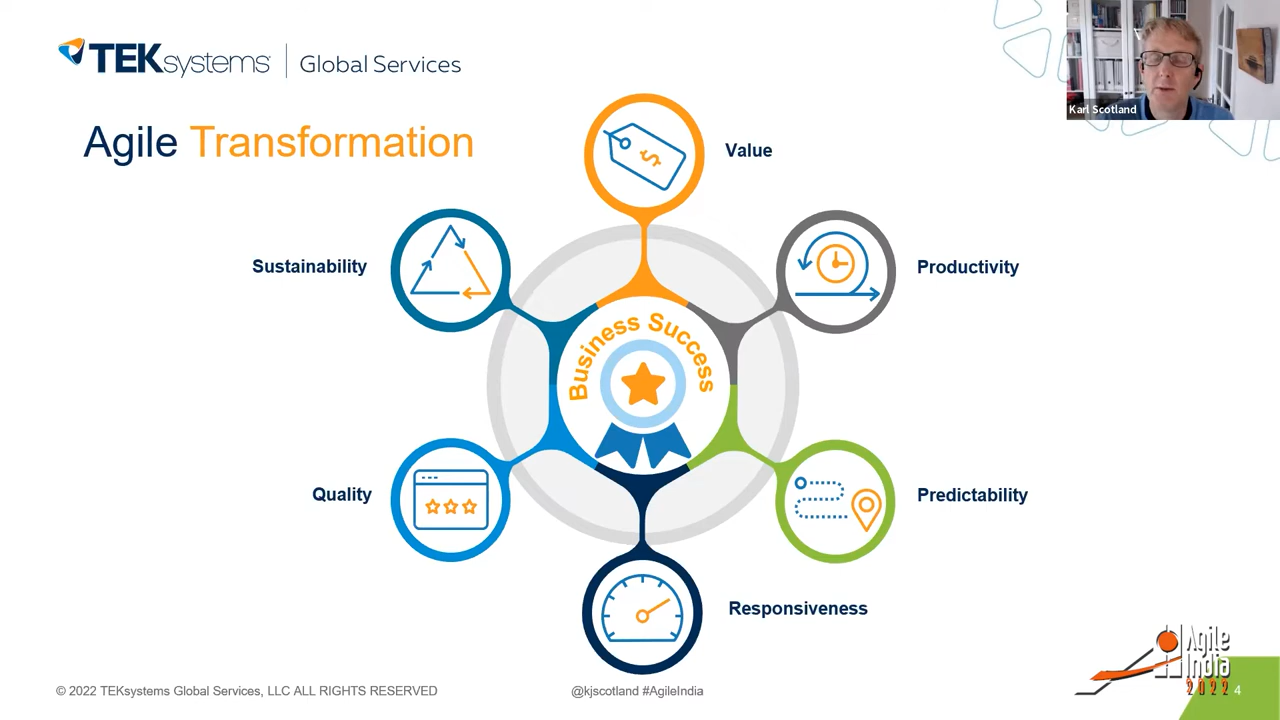 TEKsystems | Global Services
Karl Scotland
Agile Transformation
Value
Sustainability
Productivity
Business Success
Quality
Predictability
Responsiveness
Agile
India
2022
© 2022 TEKsystems Global Services, LLC ALL RIGHTS RESERVED
@kjscotland #AgileIndia
4